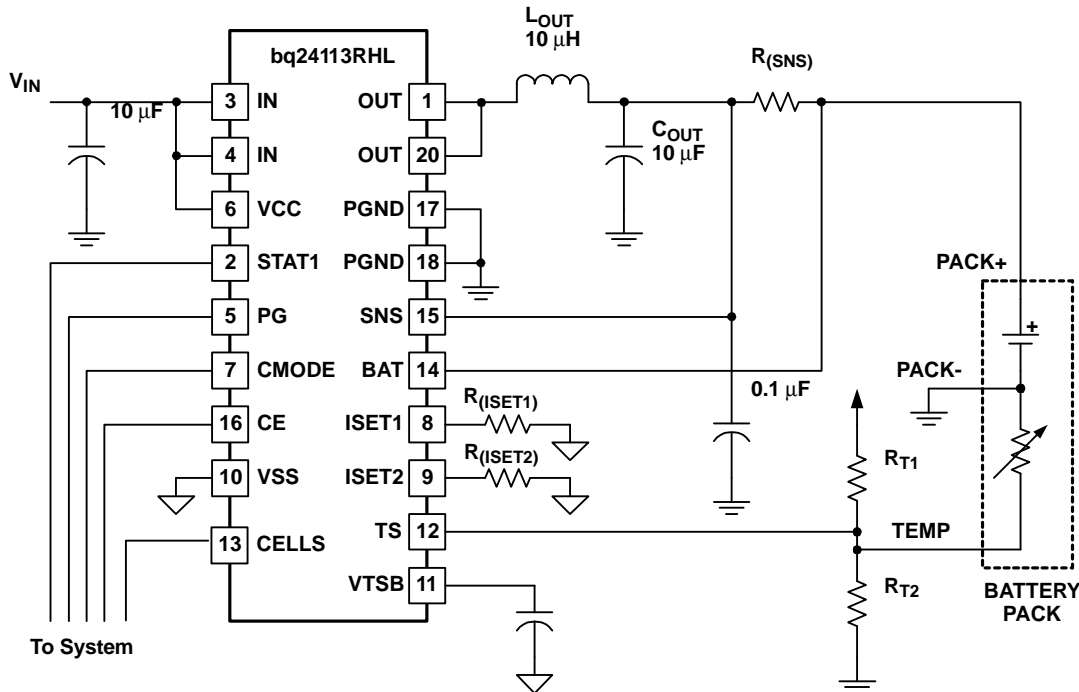 L_OUT
10 μH
bq24113RHL
R_(SNS)
V_IN
10 μF
3 IN
OUT 1
C_OUT
10 μF
4 IN
OUT 20
6 VCC
PGND 17
2 STAT1
PGND 18
PACK+
5 PG
SNS 15
+
7 CMODE
BAT 14
PACK-
0.1 μF
R_(ISET1)
16 CE
ISET1 8
R_(ISET2)
R_T1
10 VSS
ISET2 9
TS 12
TEMP
13 CELLS
VTSB 11
R_T2
BATTERY
PACK
To System